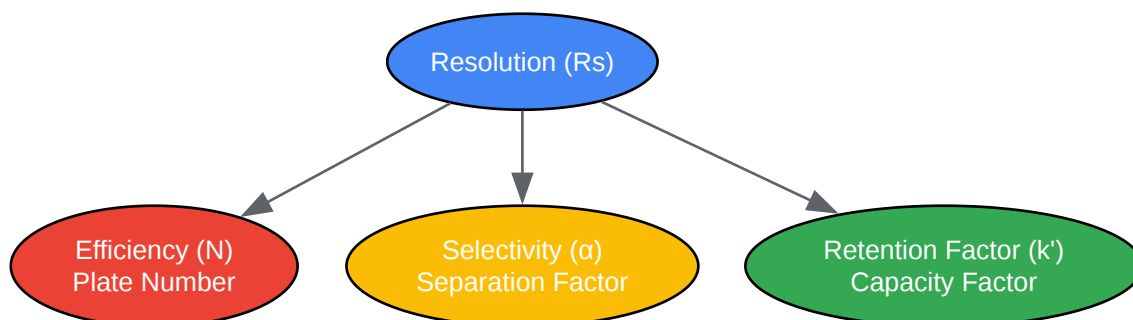 Resolution (Rs)
Efficiency (N)
Plate Number
Selectivity (α)
Separation Factor
Retention Factor (k')
Capacity Factor